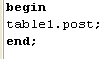 begin
table1.post;
end;